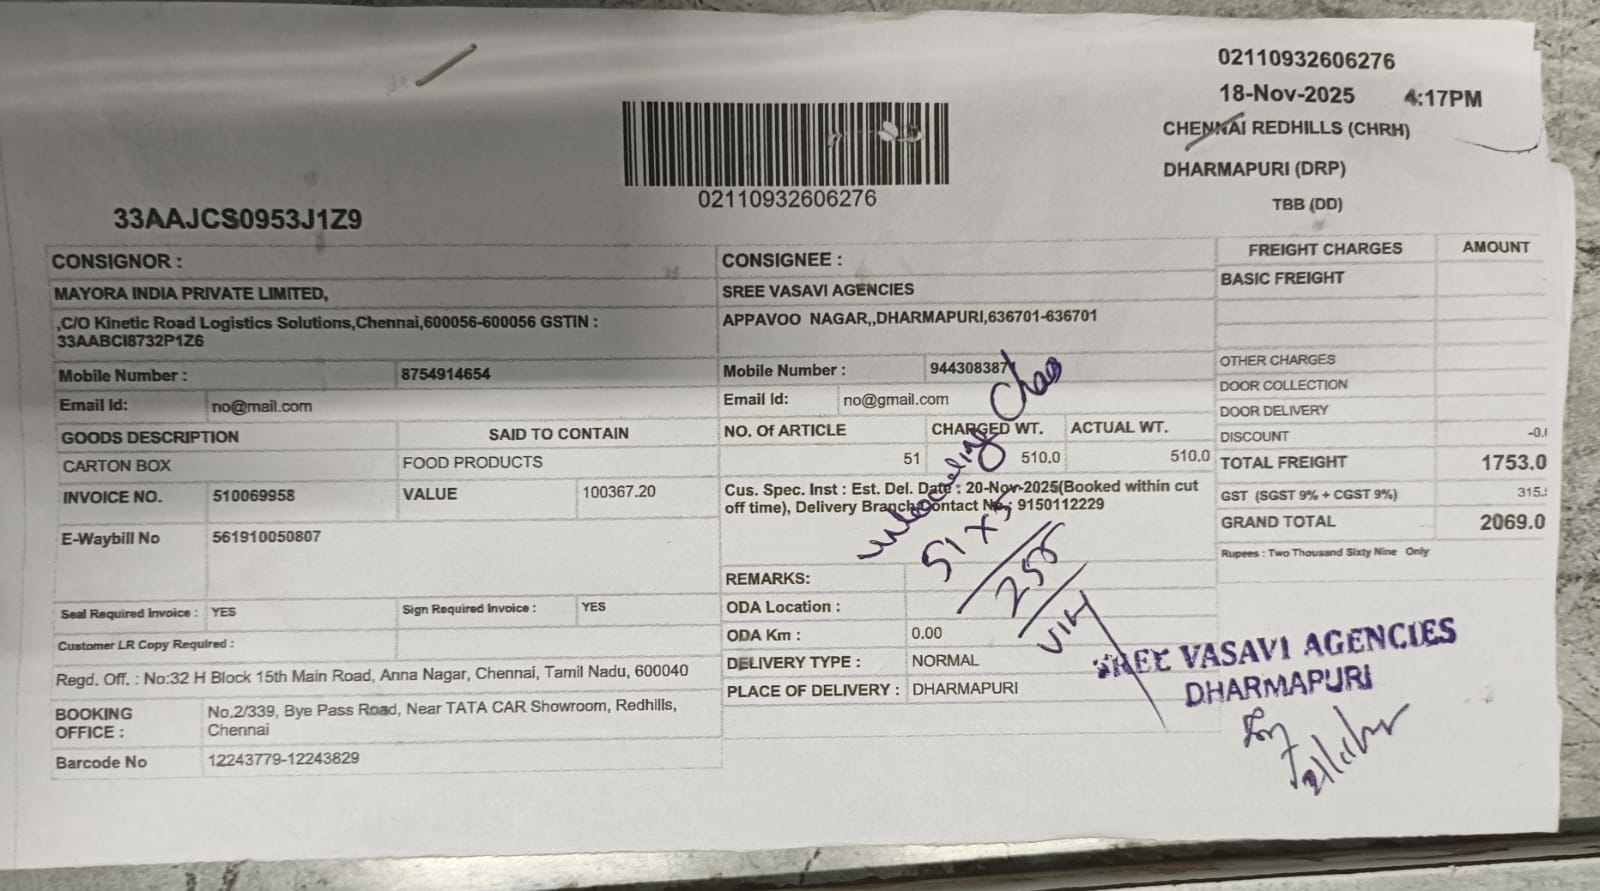 02110932606276
18-Nov-2025 4:17PM
CHENNAI REDHILLS (CHRH)
DHARMAPURI (DRP)
TBB (DD)
02110932606276
33AAJCS0953J1Z9
CONSIGNOR :
MAYORA INDIA PRIVATE LIMITED,
,C/O Kinetic Road Logistics Solutions,Chennai,600056-600056 GSTIN :
33AABCI8732P1Z6
Mobile Number : 8754914654
Email Id: no@mail.com
GOODS DESCRIPTION SAID TO CONTAIN
CARTON BOX FOOD PRODUCTS
INVOICE NO. 510069958 VALUE 100367.20
E-Waybill No 561910050807
Seal Required Invoice : YES Sign Required Invoice : YES
Customer LR Copy Required :
Regd. Off. : No:32 H Block 15th Main Road, Anna Nagar, Chennai, Tamil Nadu, 600040
BOOKING OFFICE : No.2/339, Bye Pass Road, Near TATA CAR Showroom, Redhills,
Chennai
Barcode No 12243779-12243829
CONSIGNEE :
SREE VASAVI AGENCIES
APPAVOO NAGAR,,DHARMAPURI,636701-636701
Mobile Number : 944308387
Email Id: no@gmail.com
NO. Of ARTICLE CHARGED WT. ACTUAL WT.
51 510.0 510.0
Cus. Spec. Inst : Est. Del. Date : 20-Nov-2025(Booked within cut
off time), Delivery Branch Contact No.: 9150112229
REMARKS:
ODA Location :
ODA Km : 0.00
DELIVERY TYPE : NORMAL
PLACE OF DELIVERY : DHARMAPURI
FREIGHT CHARGES AMOUNT
BASIC FREIGHT
OTHER CHARGES
DOOR COLLECTION
DOOR DELIVERY
DISCOUNT -0.
TOTAL FREIGHT 1753.0
GST (SGST 9% + CGST 9%) 315.
GRAND TOTAL 2069.0
Rupees : Two Thousand Sixty Nine Only
51 X 5
255
SREE VASAVI AGENCIES
DHARMAPURI